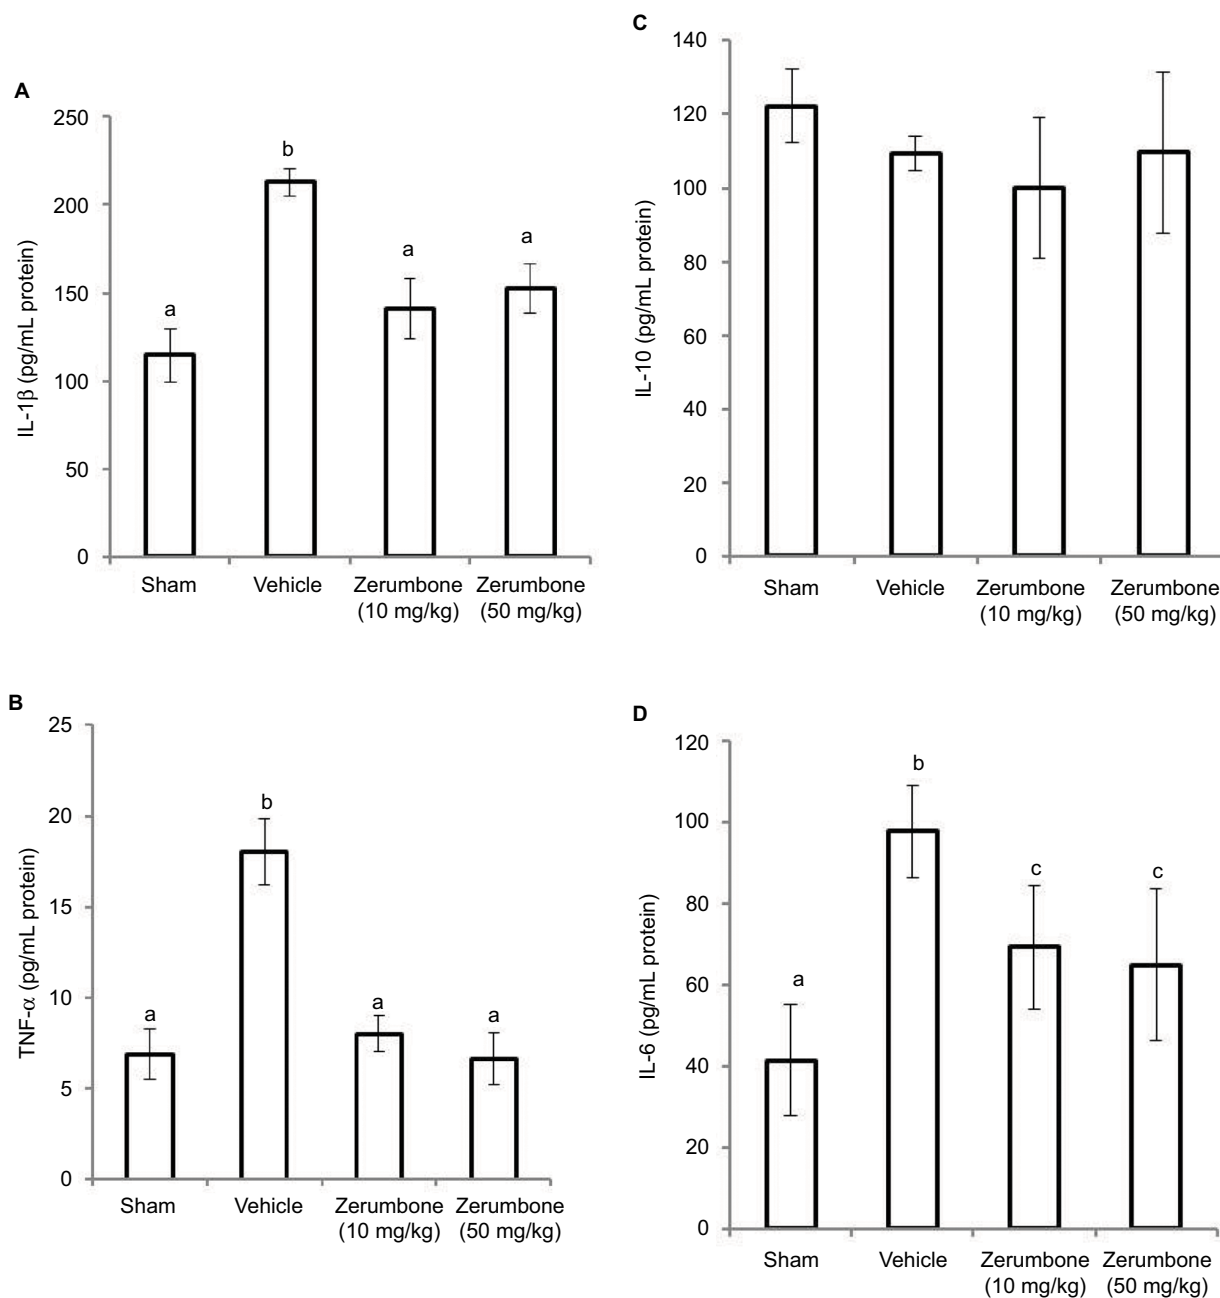 A
IL-1β (pg/mL protein)
250
200
150
100
50
0
a
b
a
a
Sham
Vehicle
Zerumbone
(10 mg/kg)
Zerumbone
(50 mg/kg)
C
IL-10 (pg/mL protein)
140
120
100
80
60
40
20
0
Sham
Vehicle
Zerumbone
(10 mg/kg)
Zerumbone
(50 mg/kg)
B
TNF-α (pg/mL protein)
25
20
15
10
5
0
a
b
a
a
Sham
Vehicle
Zerumbone
(10 mg/kg)
Zerumbone
(50 mg/kg)
D
IL-6 (pg/mL protein)
120
100
80
60
40
20
0
a
b
c
c
Sham
Vehicle
Zerumbone
(10 mg/kg)
Zerumbone
(50 mg/kg)